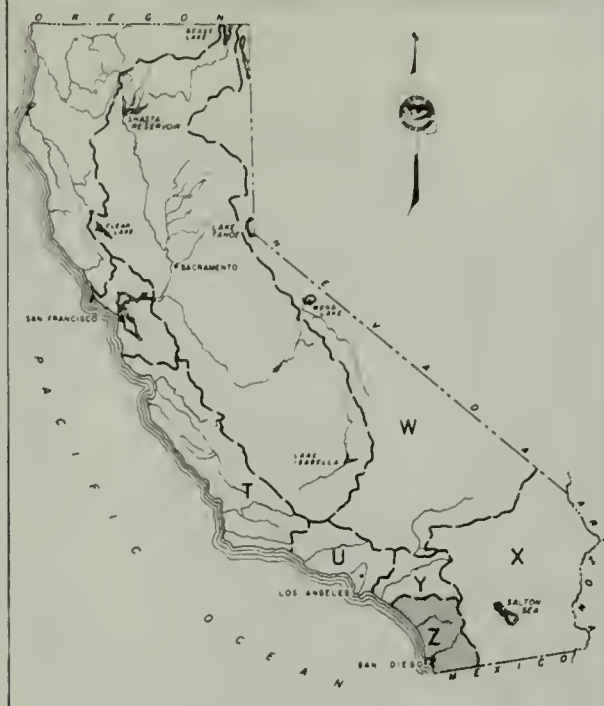 OREGON
GOOSE LAKE
SHASTA RESERVOIR
CLEAR LAKE
LAKE TAHOE
SACRAMENTO
NEVADA
MONO LAKE
SAN FRANCISCO
PACIFIC OCEAN
W
LAKE ISABELLA
T
ARIZONA
U
X
LOS ANGELES
Y
SALTON SEA
Z
SAN DIEGO
MEXICO